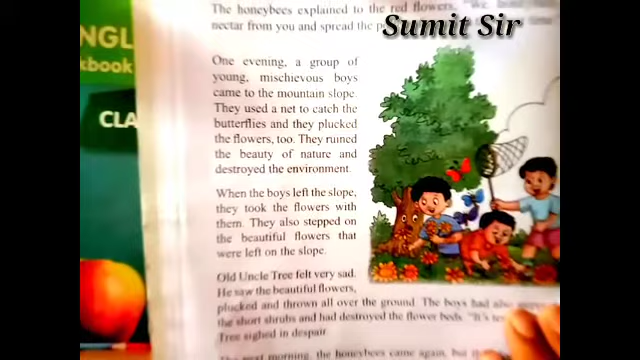 The honeybees explained to the red flowers, "We
nectar from you and spread the
Sumit Sir
NGL
kbook
CLA
One evening, a group of
young, mischievous boys
came to the mountain slope.
They used a net to catch the
butterflies and they plucked
the flowers, too. They ruined
the beauty of nature and
destroyed the environment.
When the boys left the slope,
they took the flowers with
them. They also stepped on
the beautiful flowers that
were left on the slope.
Old Uncle Tree felt very sad.
He saw the beautiful flowers,
plucked and thrown all over the ground. The boys had also
the short shrubs and had destroyed the flower beds. "It's
Tree sighed in despair.
The next morning, the honeybees came again, but